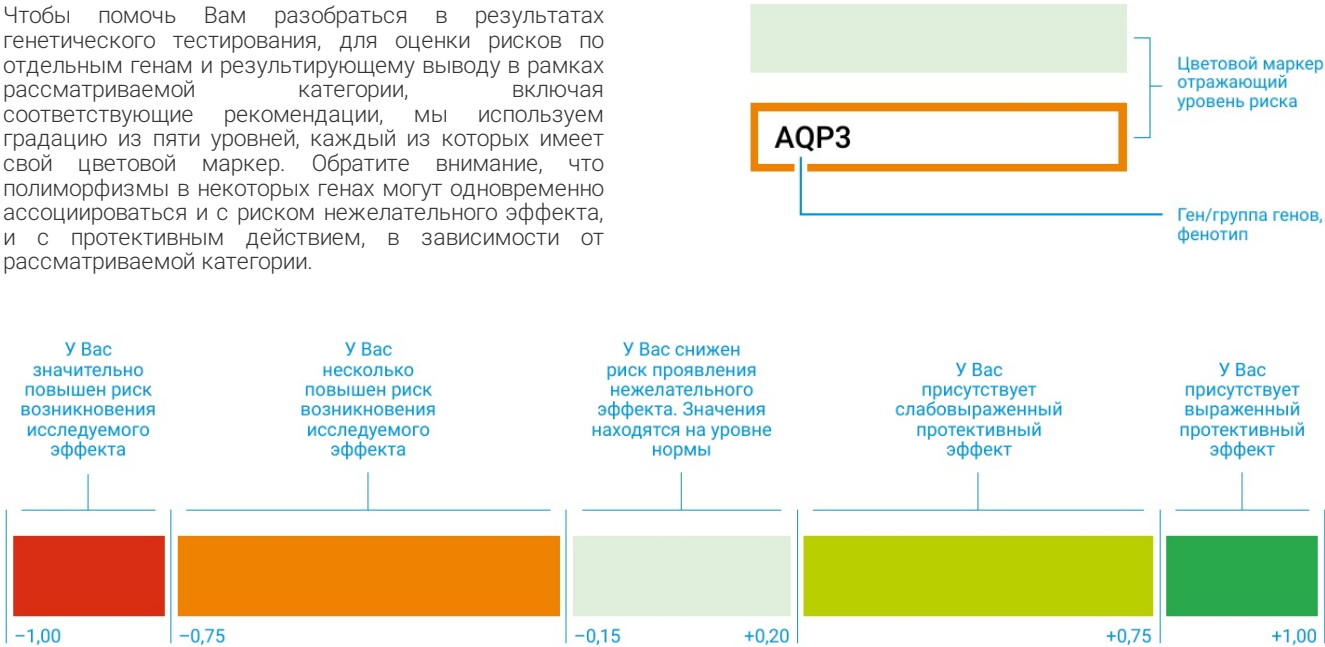 Чтобы помочь Вам разобраться в результатах
генетического тестирования, для оценки рисков по
отдельным генам и результирующему выводу в рамках
рассматриваемой категории, включая
соответствующие рекомендации, мы используем
градацию из пяти уровней, каждый из которых имеет
свой цветовой маркер. Обратите внимание, что
полиморфизмы в некоторых генах могут одновременно
ассоциироваться и с риском нежелательного эффекта,
и с протективным действием, в зависимости от
рассматриваемой категории.
Цветовой маркер
отражающий
уровень риска
AQP3
Ген/группа генов,
фенотип
У Вас
значительно
повышен риск
возникновения
исследуемого
эффекта
У Вас
несколько
повышен риск
возникновения
исследуемого
эффекта
У Вас снижен
риск проявления
нежелательного
эффекта. Значения
находятся на уровне
нормы
У Вас
присутствует
слабовыраженный
протективный
эффект
У Вас
присутствует
выраженный
протективный
эффект
−1,00
−0,75
−0,15
+0,20
+0,75
+1,00